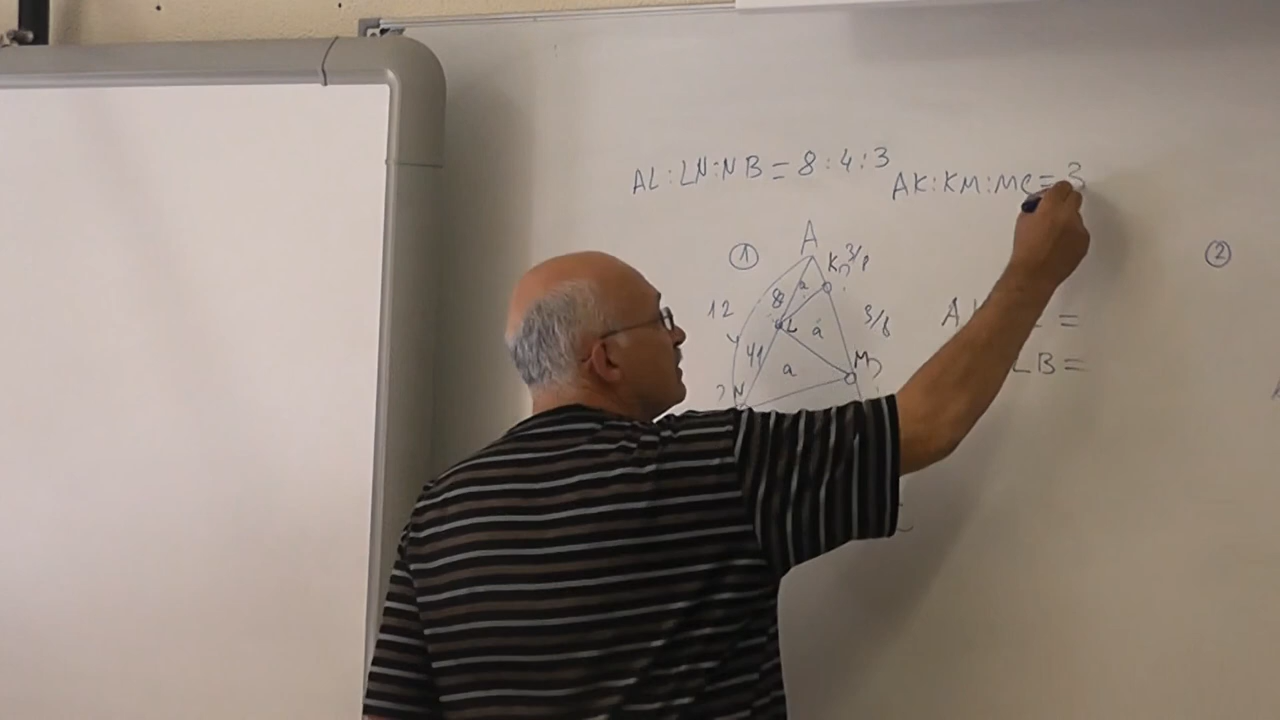 AL:LN:NB=8:4:3
AK:KM:MC=3
①
A
K
3/8
②
12
8
a
L
a
3/8
=
4
a
M
LB=
N